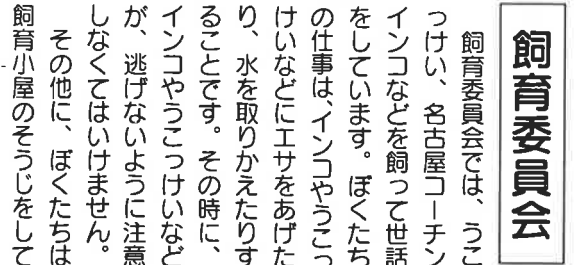 飼育委員会
　飼育委員会では、うこ
っけい、名古屋コーチン
インコなどを飼って世話
をしています。ぼくたち
の仕事は、インコやうこっ
けいなどにエサをあげた
り、水を取りかえたりす
ることです。その時に、
インコやうこっけいなど
が、逃げないように注意
しなくてはいけません。
　その他に、ぼくたちは
飼育小屋のそうじをして